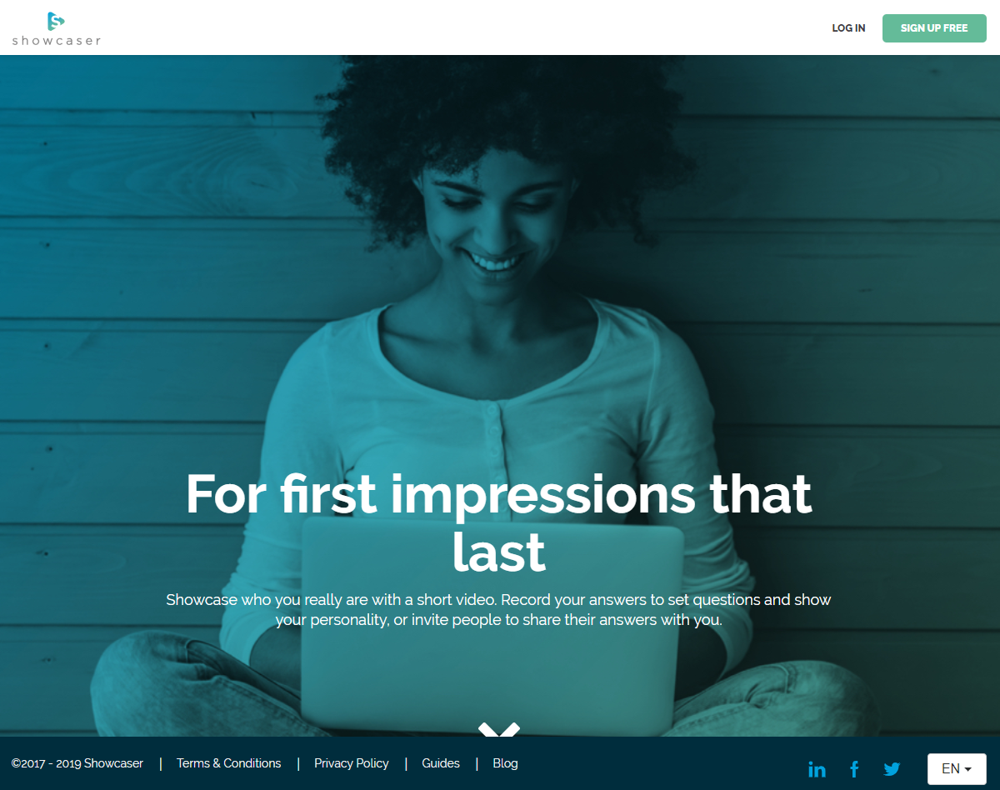 showcaser
LOG IN
SIGN UP FREE
For first impressions that
last
Showcase who you really are with a short video. Record your answers to set questions and show
your personality, or invite people to share their answers with you.
©2017 - 2019 Showcaser | Terms & Conditions | Privacy Policy | Guides | Blog
EN